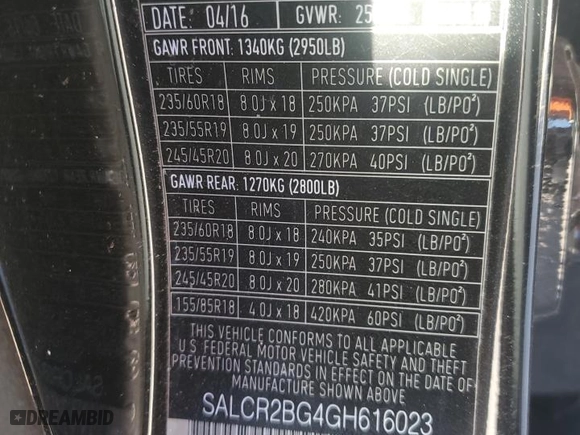 DATE: 04/16 GVWR: 25
GAWR FRONT: 1340KG (2950LB)
TIRES RIMS PRESSURE (COLD SINGLE)
235/60R18 8.0J x 18 250KPA 37PSI (LB/PO²)
235/55R19 8.0J x 19 250KPA 37PSI (LB/PO²)
245/45R20 8.0J x 20 270KPA 40PSI (LB/PO²)
GAWR REAR: 1270KG (2800LB)
TIRES RIMS PRESSURE (COLD SINGLE)
235/60R18 8.0J x 18 240KPA 35PSI (LB/PO²)
235/55R19 8.0J x 19 250KPA 37PSI (LB/PO²)
245/45R20 8.0J x 20 280KPA 41PSI (LB/PO²)
155/85R18 4.0J x 18 420KPA 60PSI (LB/PO²)
THIS VEHICLE CONFORMS TO ALL APPLICABLE
U.S. FEDERAL MOTOR VEHICLE SAFETY AND THEFT
PREVENTION STANDARDS IN EFFECT ON THE DATE
OF MANUFACTURE SHOWN ABOVE
SALCR2BG4GH616023
DREAMBID